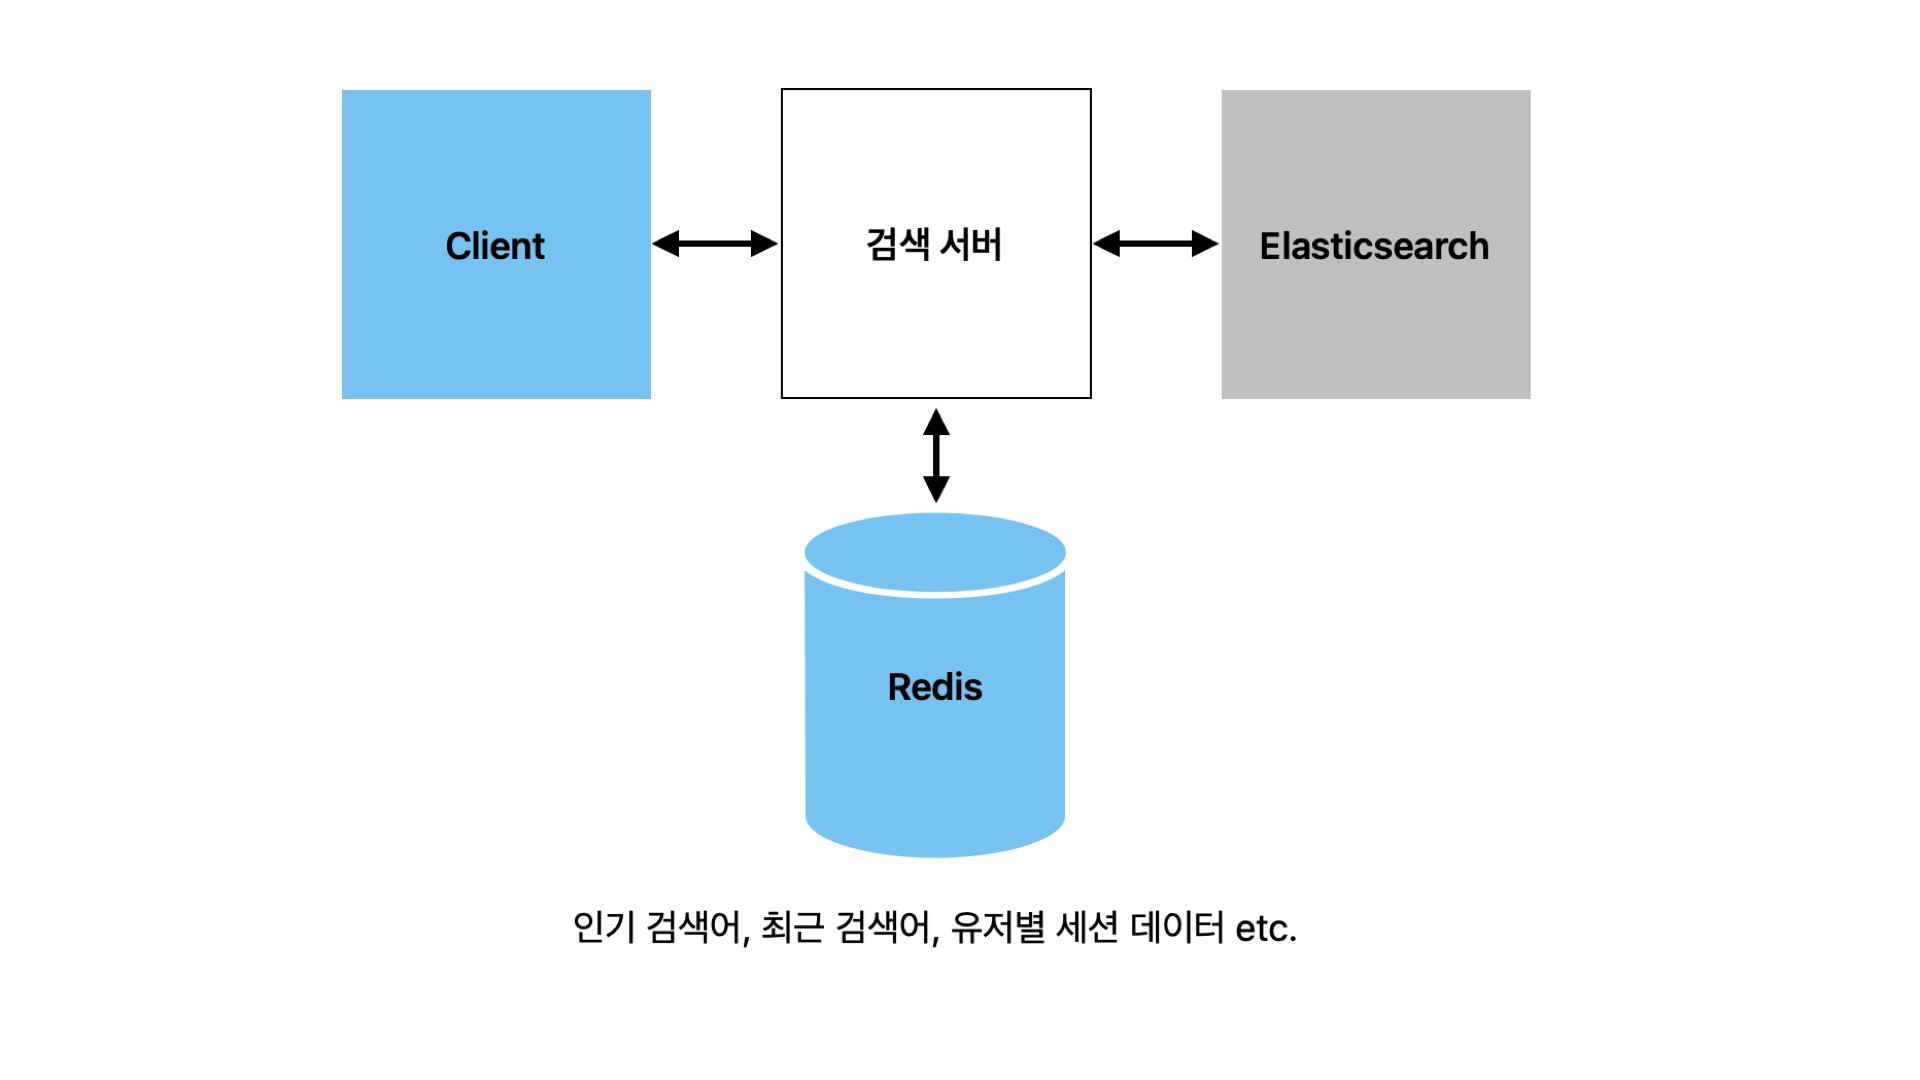 Client
검색 서버
Elasticsearch
Redis
인기 검색어, 최근 검색어, 유저별 세션 데이터 etc.